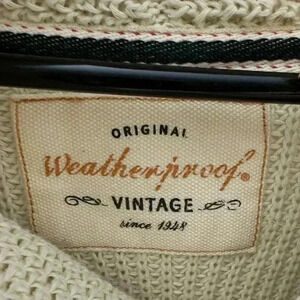 ORIGINAL
Weatherproof®
VINTAGE
since 1948